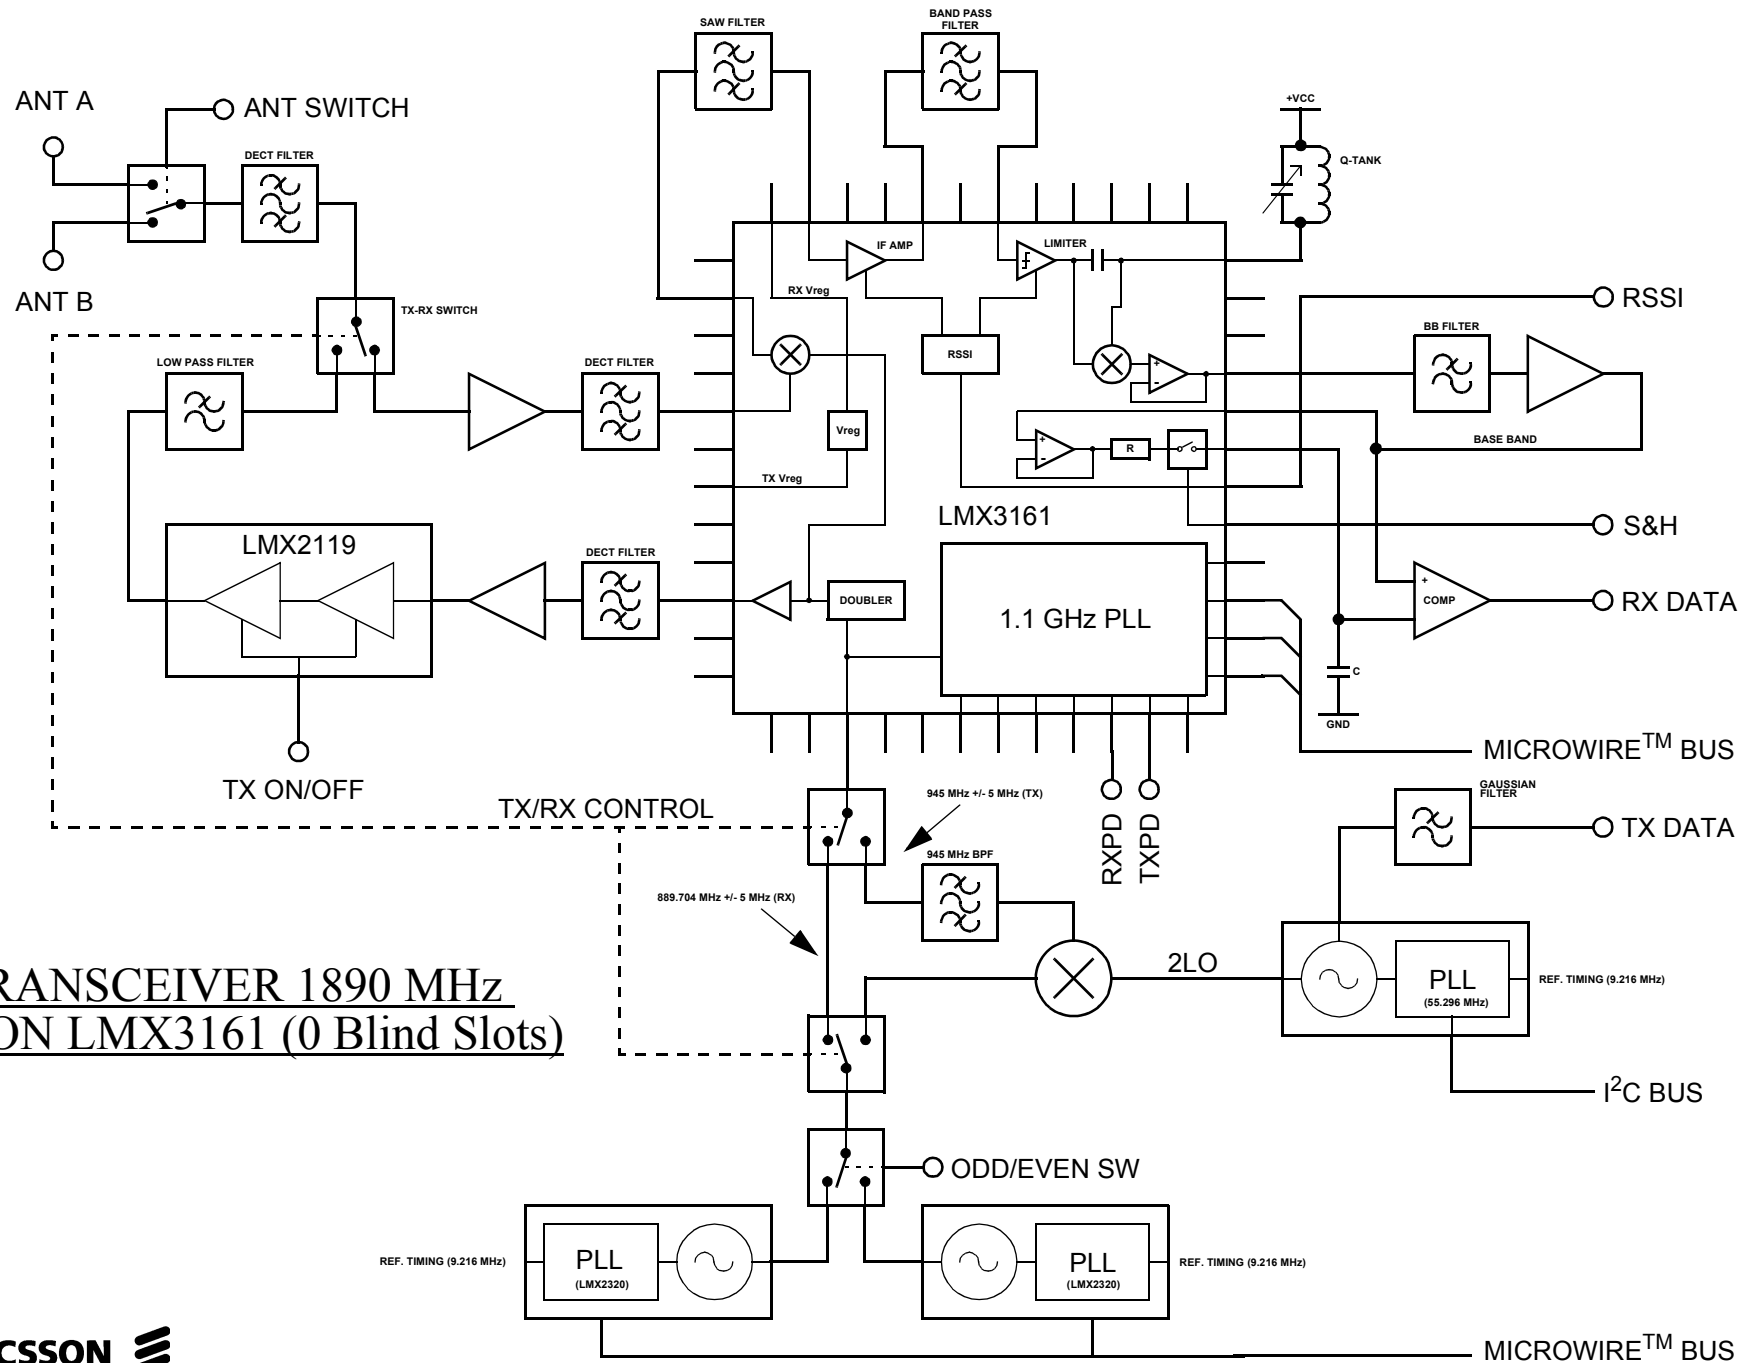 SAW FILTER
BAND PASS
FILTER
ANT A
ANT SWITCH
+VCC
DECT FILTER
Q-TANK
ANT B
TX-RX SWITCH
IF AMP
LIMITER
RX Vreg
RSSI
RSSI
BB FILTER
LOW PASS FILTER
DECT FILTER
Vreg
+
-
+
-
R
BASE BAND
TX Vreg
LMX3161
S&H
LMX2119
DECT FILTER
DOUBLER
1.1 GHz PLL
+
COMP
RX DATA
C
GND
TX ON/OFF
MICROWIRE™ BUS
TX/RX CONTROL
945 MHz +/- 5 MHz (TX)
RXPD
TXPD
GAUSSIAN
FILTER
TX DATA
945 MHz BPF
889.704 MHz +/- 5 MHz (RX)
2LO
PLL
(55.296 MHz)
REF. TIMING (9.216 MHz)
RANSCEIVER 1890 MHz
ON LMX3161 (0 Blind Slots)
I²C BUS
ODD/EVEN SW
REF. TIMING (9.216 MHz)
PLL
(LMX2320)
PLL
(LMX2320)
REF. TIMING (9.216 MHz)
CSSON
MICROWIRE™ BUS